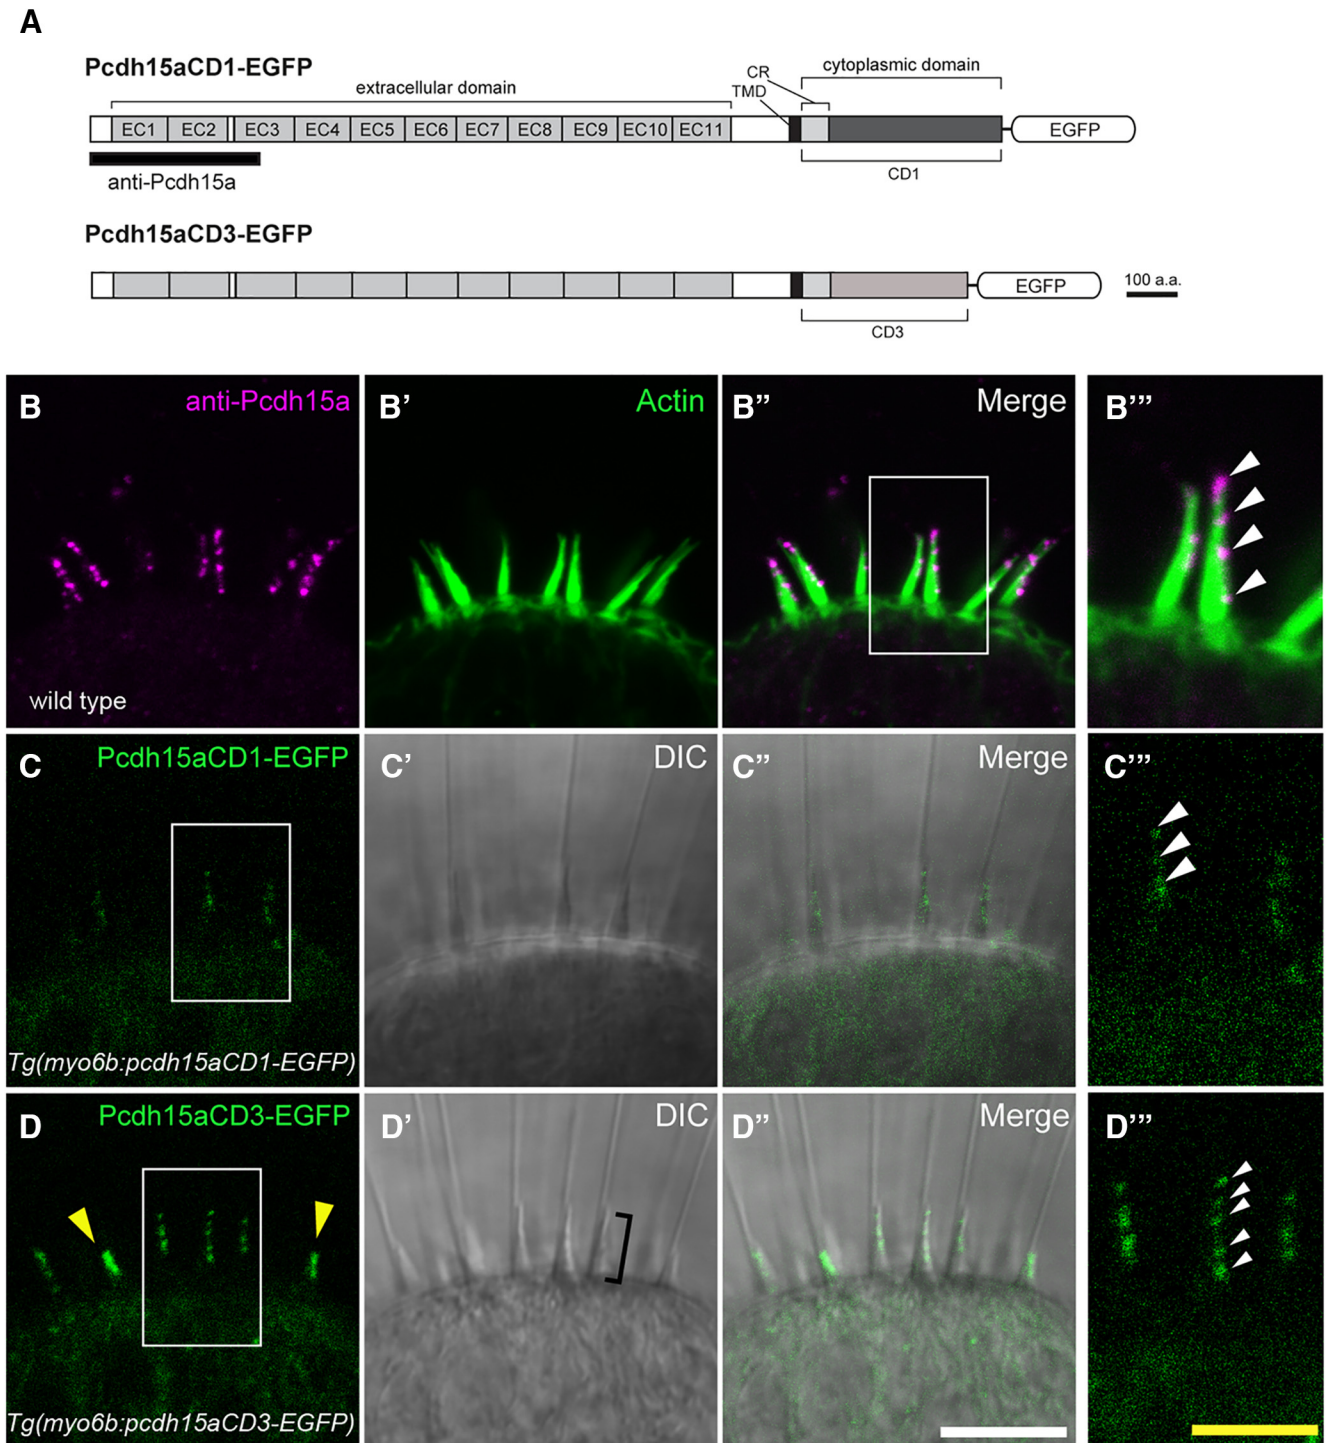 A
Pcdh15aCD1-EGFP
extracellular domain
CR
TMD
cytoplasmic domain
EC1 EC2 EC3 EC4 EC5 EC6 EC7 EC8 EC9 EC10 EC11
EGFP
CD1
anti-Pcdh15a
Pcdh15aCD3-EGFP
EGFP
100 a.a.
CD3
B anti-Pcdh15a
wild type
B’ Actin
B” Merge
B”’
C Pcdh15aCD1-EGFP
Tg(myo6b:pcdh15aCD1-EGFP)
C’ DIC
C” Merge
C”’
D Pcdh15aCD3-EGFP
Tg(myo6b:pcdh15aCD3-EGFP)
D’ DIC
D” Merge
D”’